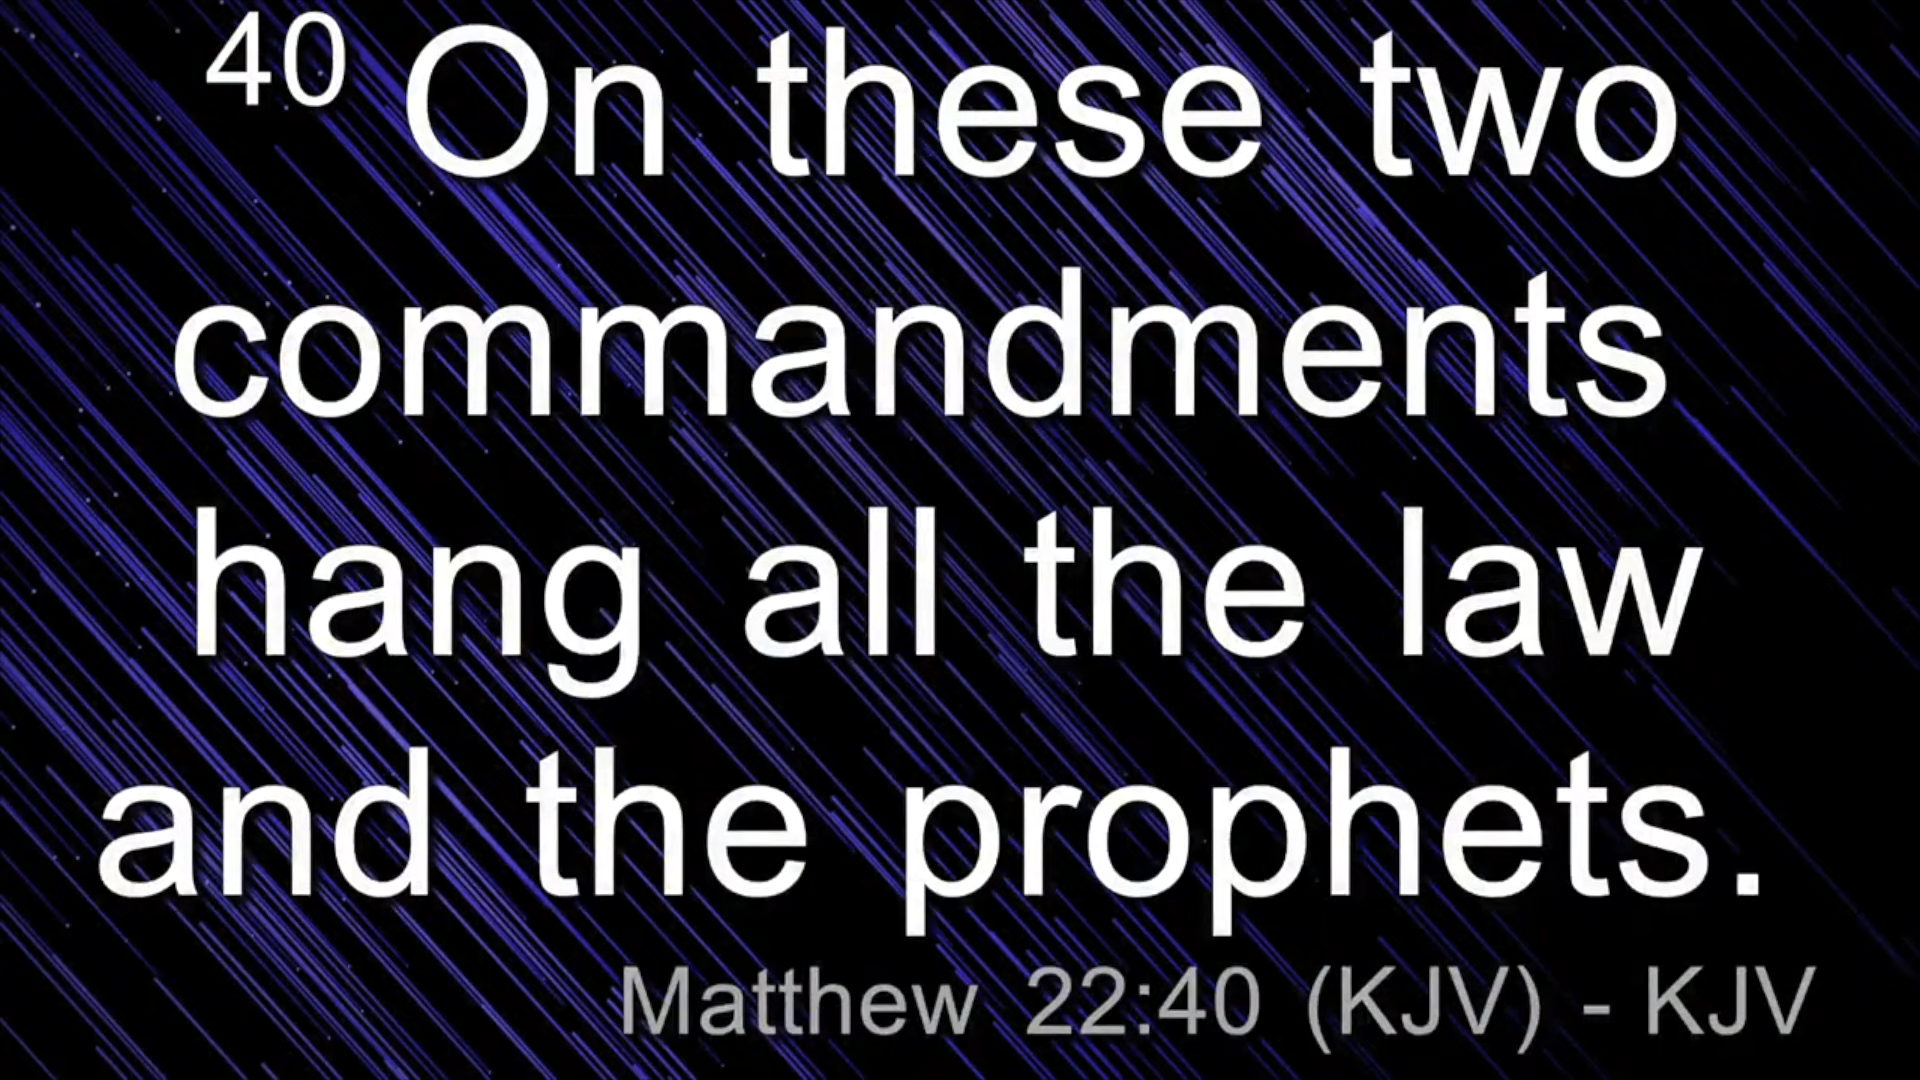 40 On these two
commandments
hang all the law
and the prophets.
Matthew 22:40 (KJV) - KJV